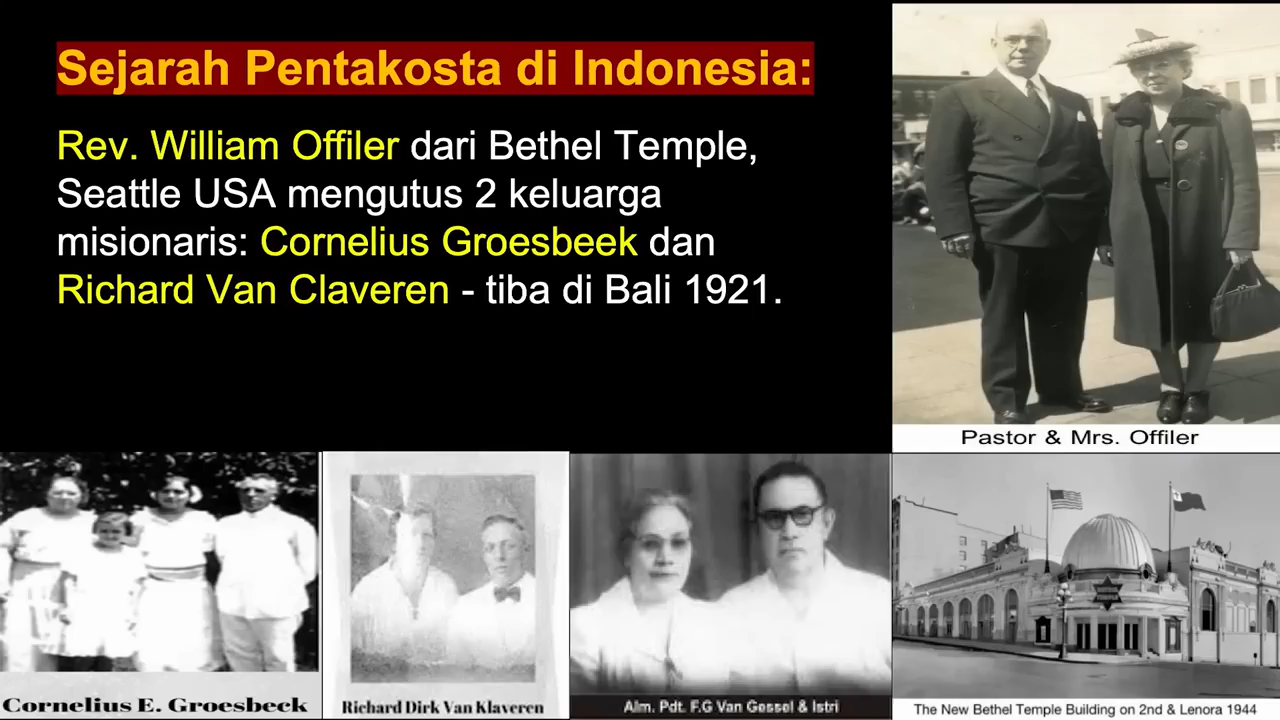 Sejarah Pentakosta di Indonesia:
Rev. William Offiler dari Bethel Temple,
Seattle USA mengutus 2 keluarga
misionaris: Cornelius Groesbeek dan
Richard Van Claveren - tiba di Bali 1921.
Pastor & Mrs. Offiler
Cornelius E. Groesbeck
Richard Dirk Van Klaveren
Alm. Pdt. F.G Van Gessel & Istri
The New Bethel Temple Building on 2nd & Lenora 1944